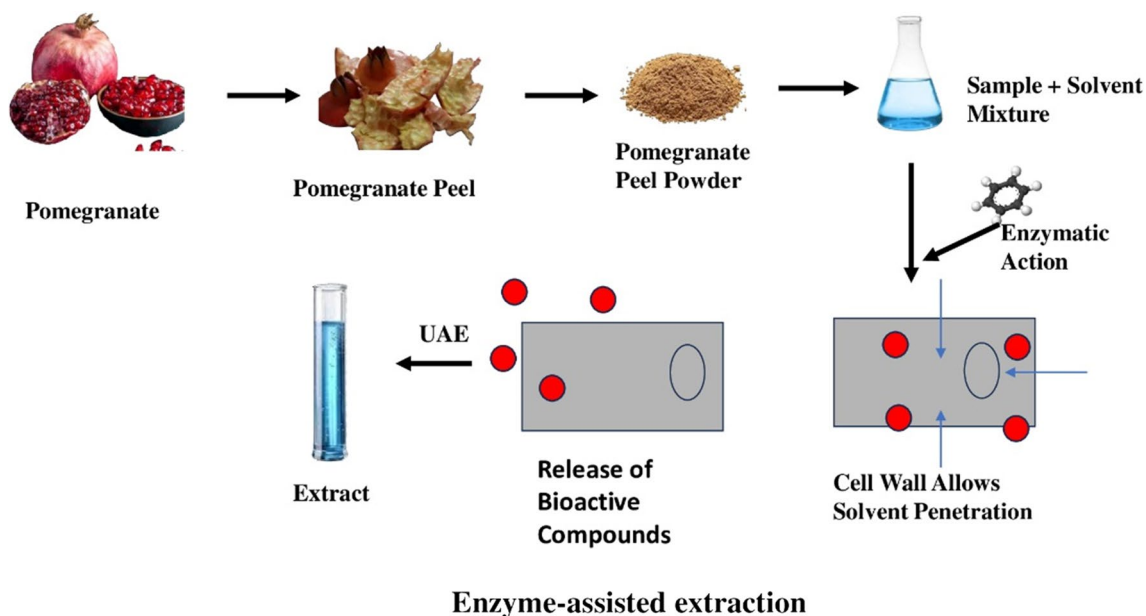 Pomegranate
Pomegranate Peel
Pomegranate
Peel Powder
Sample + Solvent
Mixture
Enzymatic
Action
Cell Wall Allows
Solvent Penetration
Release of
Bioactive
Compounds
UAE
Extract
Enzyme-assisted extraction